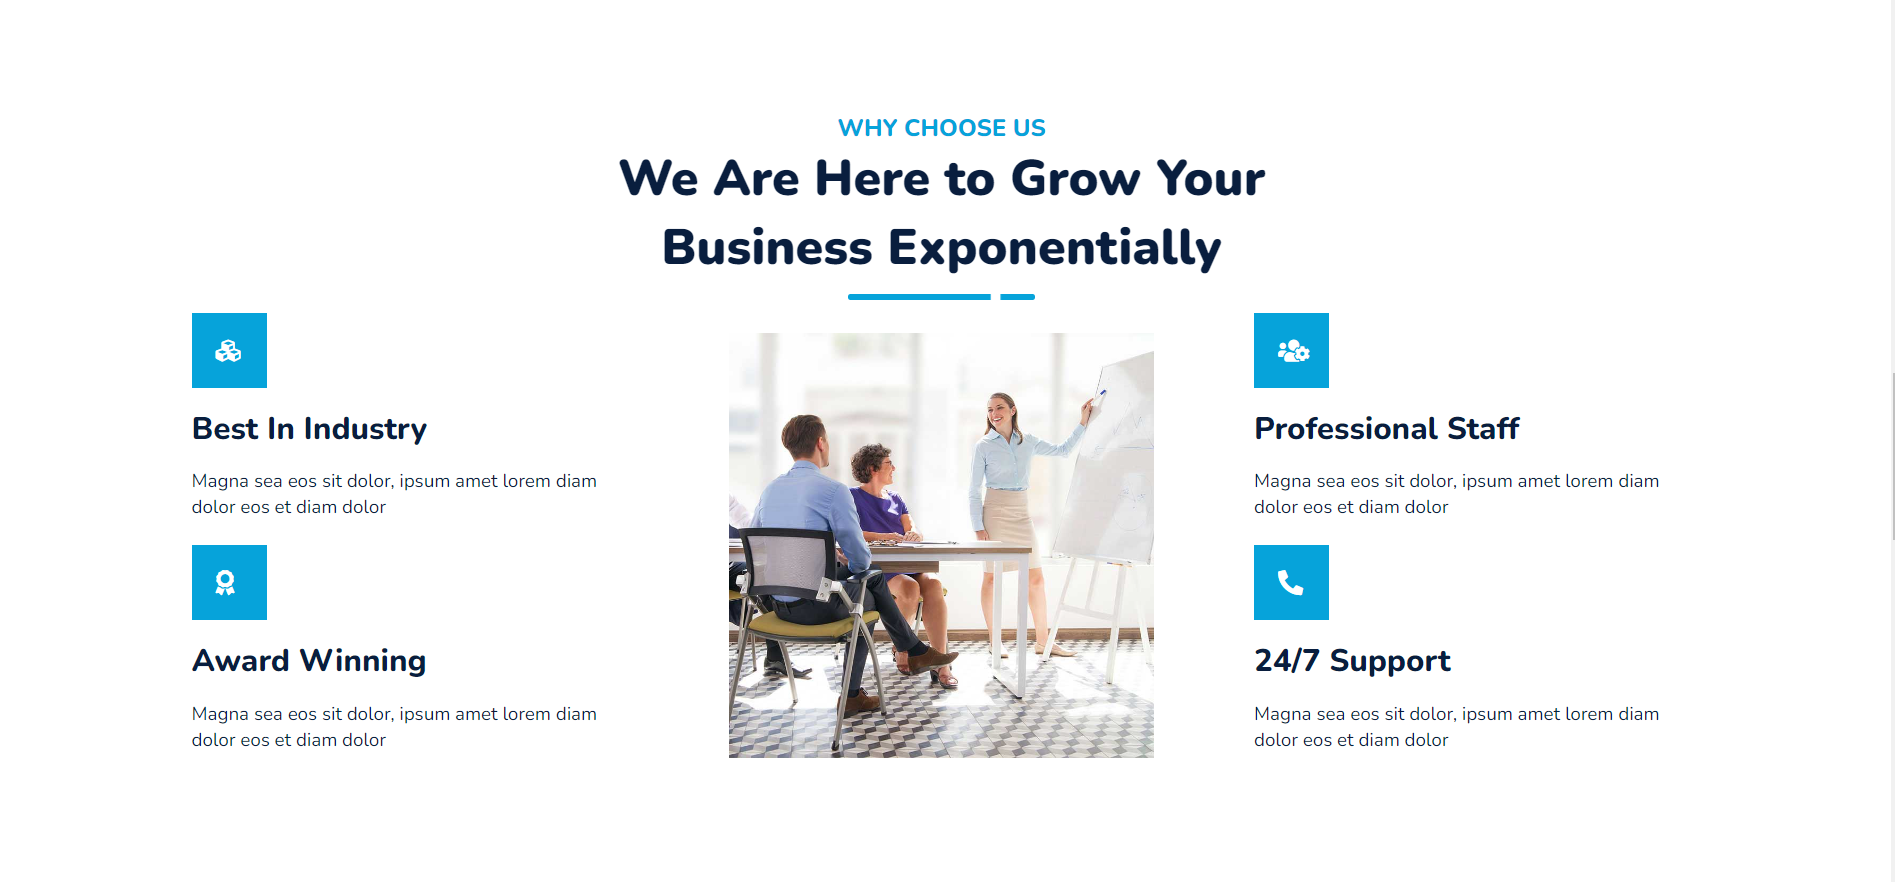 WHY CHOOSE US
We Are Here to Grow Your
Business Exponentially
Best In Industry
Magna sea eos sit dolor, ipsum amet lorem diam
dolor eos et diam dolor
Award Winning
Magna sea eos sit dolor, ipsum amet lorem diam
dolor eos et diam dolor
Professional Staff
Magna sea eos sit dolor, ipsum amet lorem diam
dolor eos et diam dolor
24/7 Support
Magna sea eos sit dolor, ipsum amet lorem diam
dolor eos et diam dolor